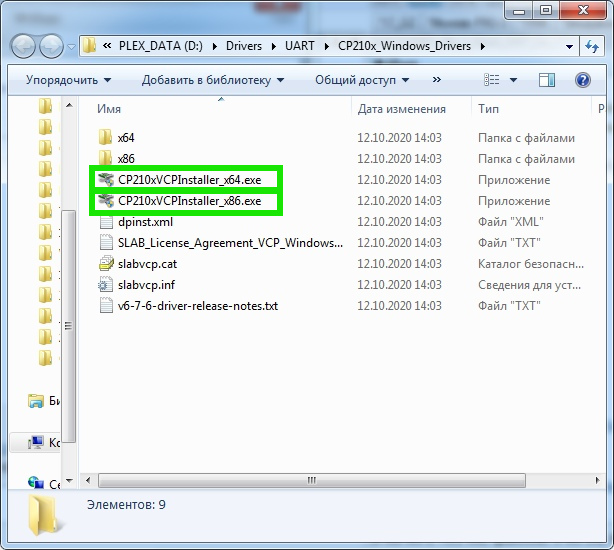 « PLEX_DATA (D:) ▸ Drivers ▸ UART ▸ CP210x_Windows_Drivers ▸
Упорядочить Добавить в библиотеку Общий доступ »
Имя Дата изменения Тип
x64 12.10.2020 14:03 Папка с файлами
x86 12.10.2020 14:03 Папка с файлами
CP210xVCPInstaller_x64.exe 12.10.2020 14:03 Приложение
CP210xVCPInstaller_x86.exe 12.10.2020 14:03 Приложение
dpinst.xml 12.10.2020 14:03 Файл "XML"
SLAB_License_Agreement_VCP_Windows... 12.10.2020 14:03 Файл "TXT"
slabvcp.cat 12.10.2020 14:03 Каталог безопасн...
slabvcp.inf 12.10.2020 14:03 Сведения для уст...
v6-7-6-driver-release-notes.txt 12.10.2020 14:03 Файл "TXT"
Би
Ко
Се
Элементов: 9